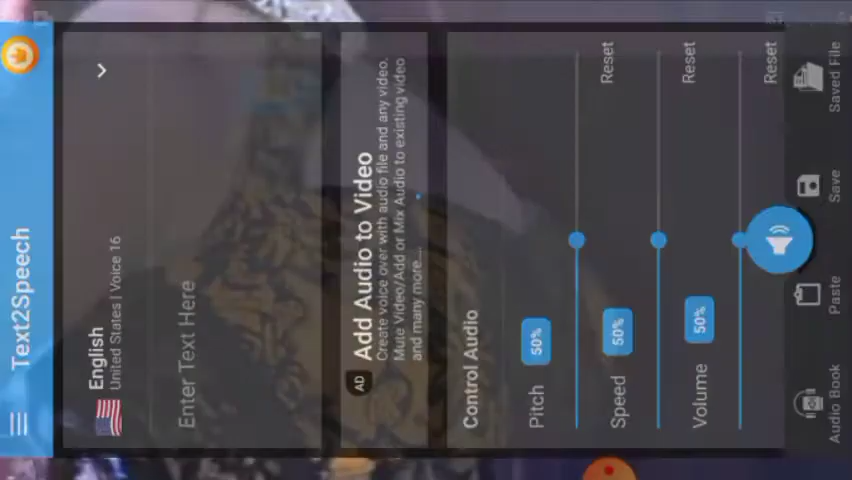 Text2Speech
English
United States | Voice 16
Enter Text Here
AD
Add Audio to Video
Create voice over with audio file and any video.
Mute Video/Add or Mix Audio to existing video
and many more....
Control Audio
Pitch 50%
Reset
Speed 50%
Reset
Volume 50%
Reset
Audio Book
Paste
Save
Saved File